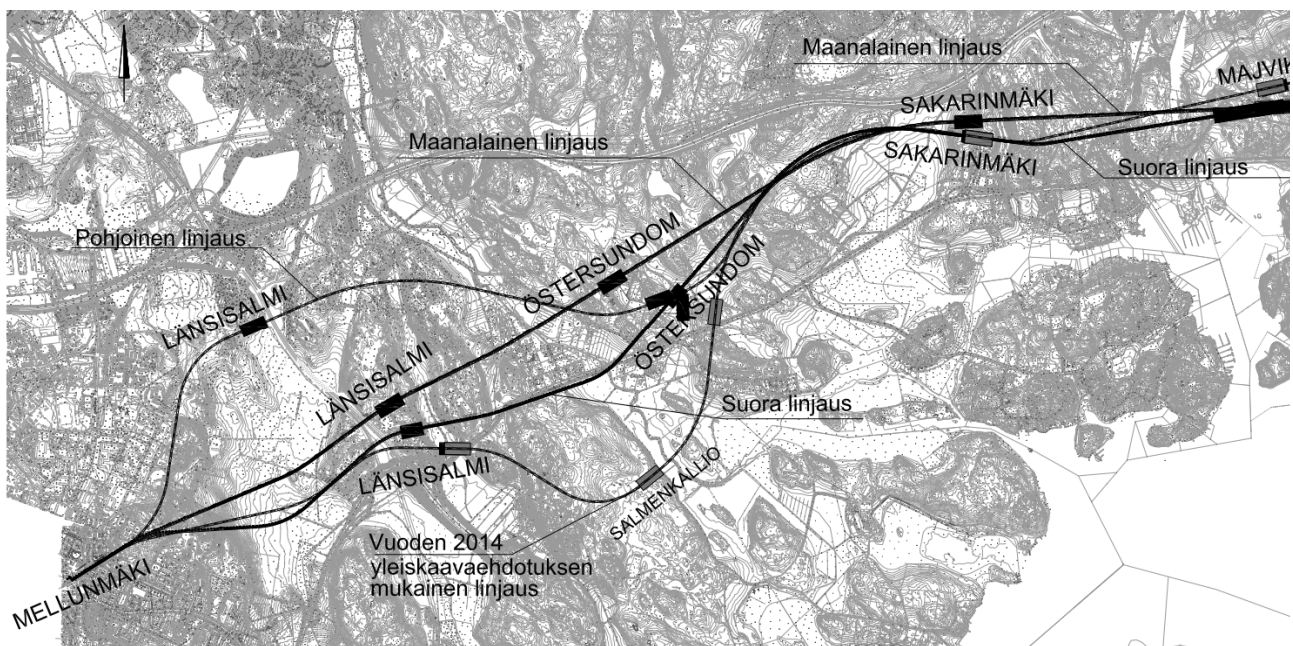 Maanalainen linjaus
MAJVIK
SAKARINMÄKI
Maanalainen linjaus
SAKARINMÄKI
Suora linjaus
Pohjoinen linjaus
ÖSTERSUNDOM
LÄNSISALMI
ÖSTERSUNDOM
LÄNSISALMI
Suora linjaus
LÄNSISALMI
SALMENKALLIO
Vuoden 2014
yleiskaavaehdotuksen
mukainen linjaus
MELLUNMÄKI